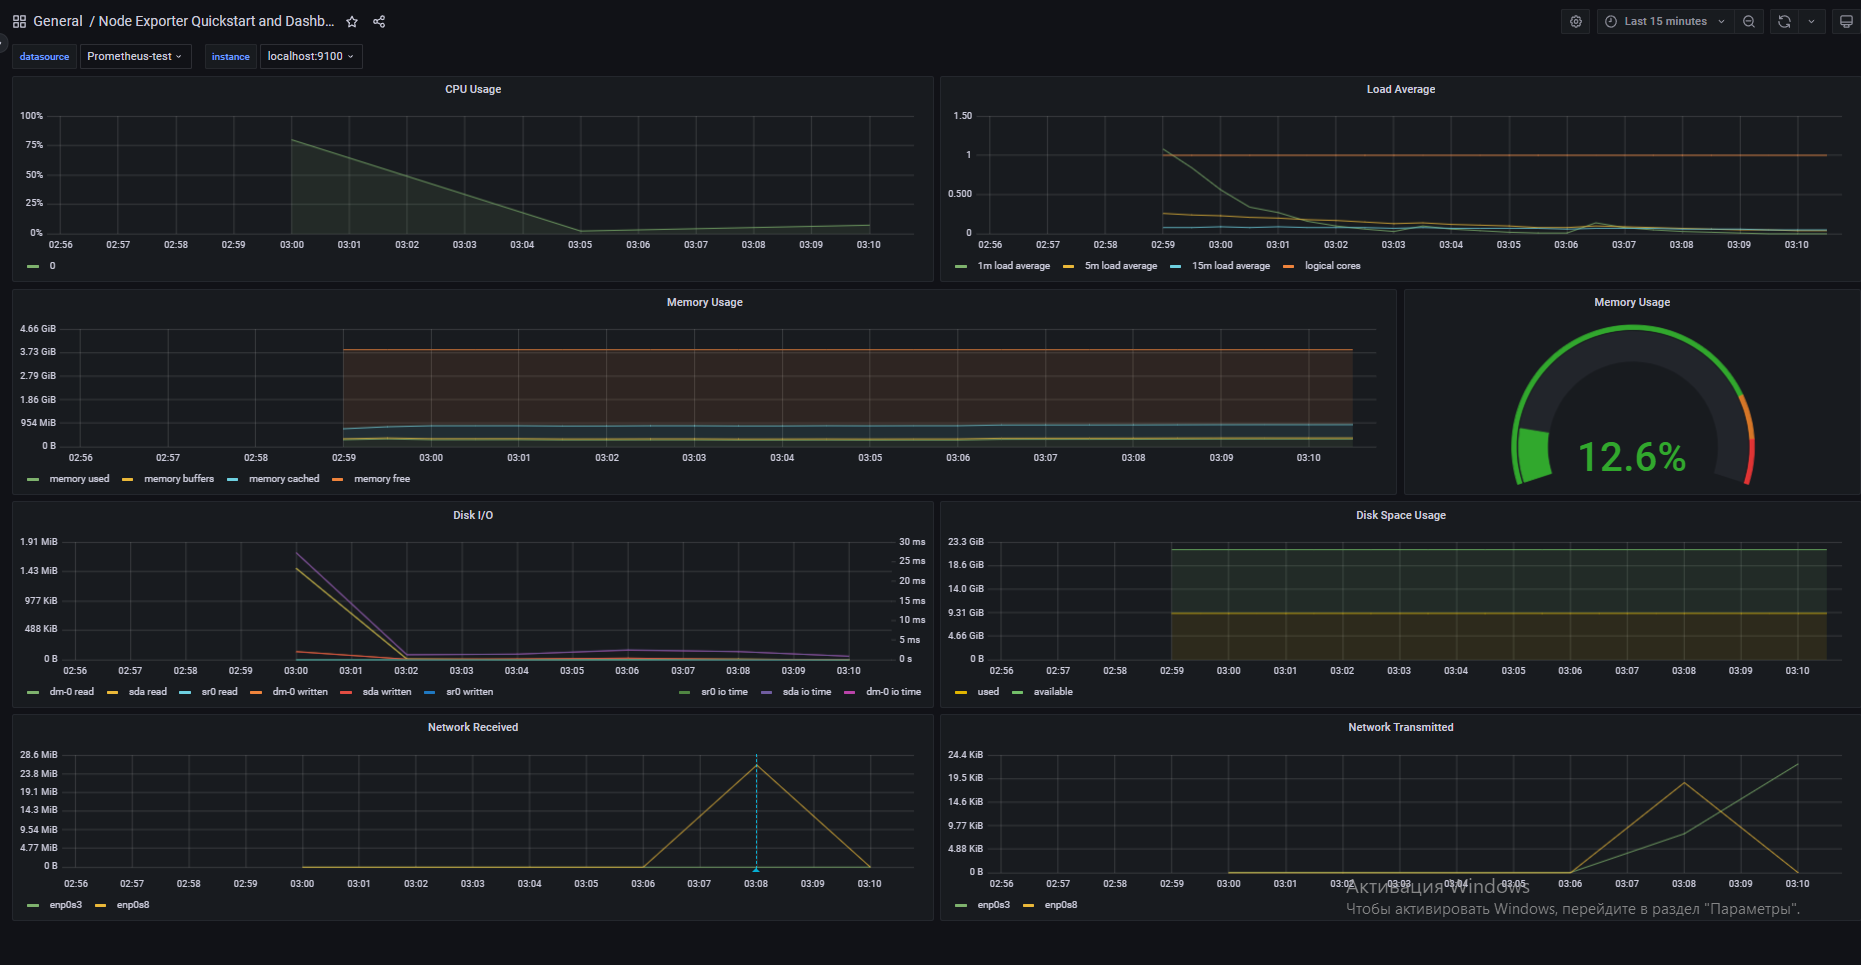 General / Node Exporter Quickstart and Dashb...
Last 15 minutes
datasource Prometheus-test instance localhost:9100
CPU Usage
100%
75%
50%
25%
0%
02:56 02:57 02:58 02:59 03:00 03:01 03:02 03:03 03:04 03:05 03:06 03:07 03:08 03:09 03:10
0
Load Average
1.50
1
0.500
0
02:56 02:57 02:58 02:59 03:00 03:01 03:02 03:03 03:04 03:05 03:06 03:07 03:08 03:09 03:10
1m load average 5m load average 15m load average logical cores
Memory Usage
4.66 GiB
3.73 GiB
2.79 GiB
1.86 GiB
954 MiB
0 B
02:56 02:57 02:58 02:59 03:00 03:01 03:02 03:03 03:04 03:05 03:06 03:07 03:08 03:09 03:10
memory used memory buffers memory cached memory free
Memory Usage
12.6%
Disk I/O
1.91 MiB
1.43 MiB
977 KiB
488 KiB
0 B
30 ms
25 ms
20 ms
15 ms
10 ms
5 ms
0 s
02:56 02:57 02:58 02:59 03:00 03:01 03:02 03:03 03:04 03:05 03:06 03:07 03:08 03:09 03:10
dm-0 read sda read sr0 read dm-0 written sda written sr0 written sr0 io time sda io time dm-0 io time
Disk Space Usage
23.3 GiB
18.6 GiB
14.0 GiB
9.31 GiB
4.66 GiB
0 B
02:56 02:57 02:58 02:59 03:00 03:01 03:02 03:03 03:04 03:05 03:06 03:07 03:08 03:09 03:10
used available
Network Received
28.6 MiB
23.8 MiB
19.1 MiB
14.3 MiB
9.54 MiB
4.77 MiB
0 B
02:56 02:57 02:58 02:59 03:00 03:01 03:02 03:03 03:04 03:05 03:06 03:07 03:08 03:09 03:10
enp0s3 enp0s8
Network Transmitted
24.4 KiB
19.5 KiB
14.6 KiB
9.77 KiB
4.88 KiB
0 B
02:56 02:57 02:58 02:59 03:00 03:01 03:02 03:03 03:04 03:05 03:06 03:07 03:08 03:09 03:10
enp0s3 enp0s8
Активация Windows
Чтобы активировать Windows, перейдите в раздел "Параметры".